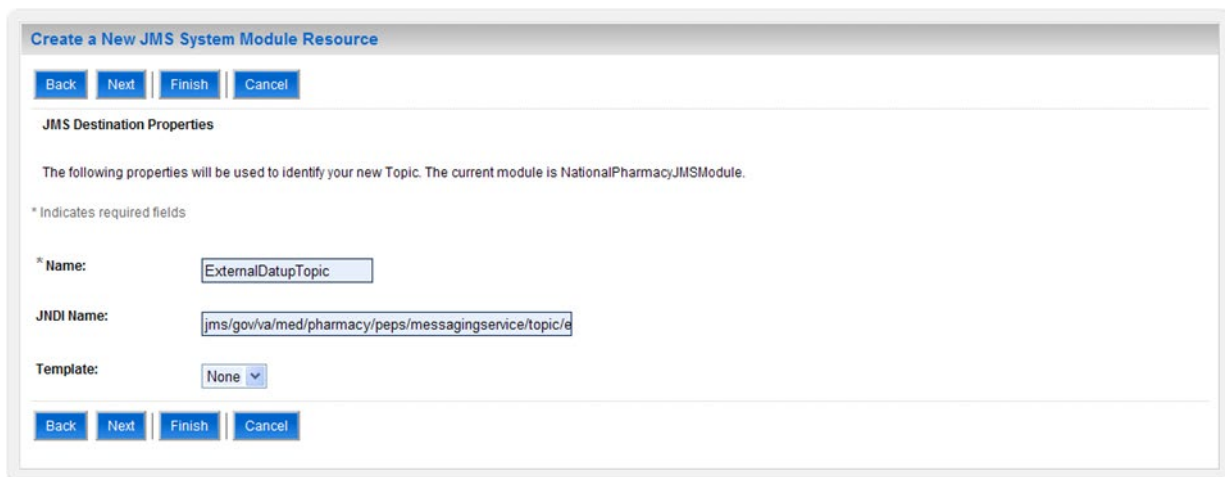 Create a New JMS System Module Resource
Back Next Finish Cancel
JMS Destination Properties
The following properties will be used to identify your new Topic. The current module is NationalPharmacyJMSModule.
* Indicates required fields
* Name: ExternalDatupTopic
JNDI Name: jms/gov/va/med/pharmacy/peps/messagingservice/topic/e
Template: None
Back Next Finish Cancel